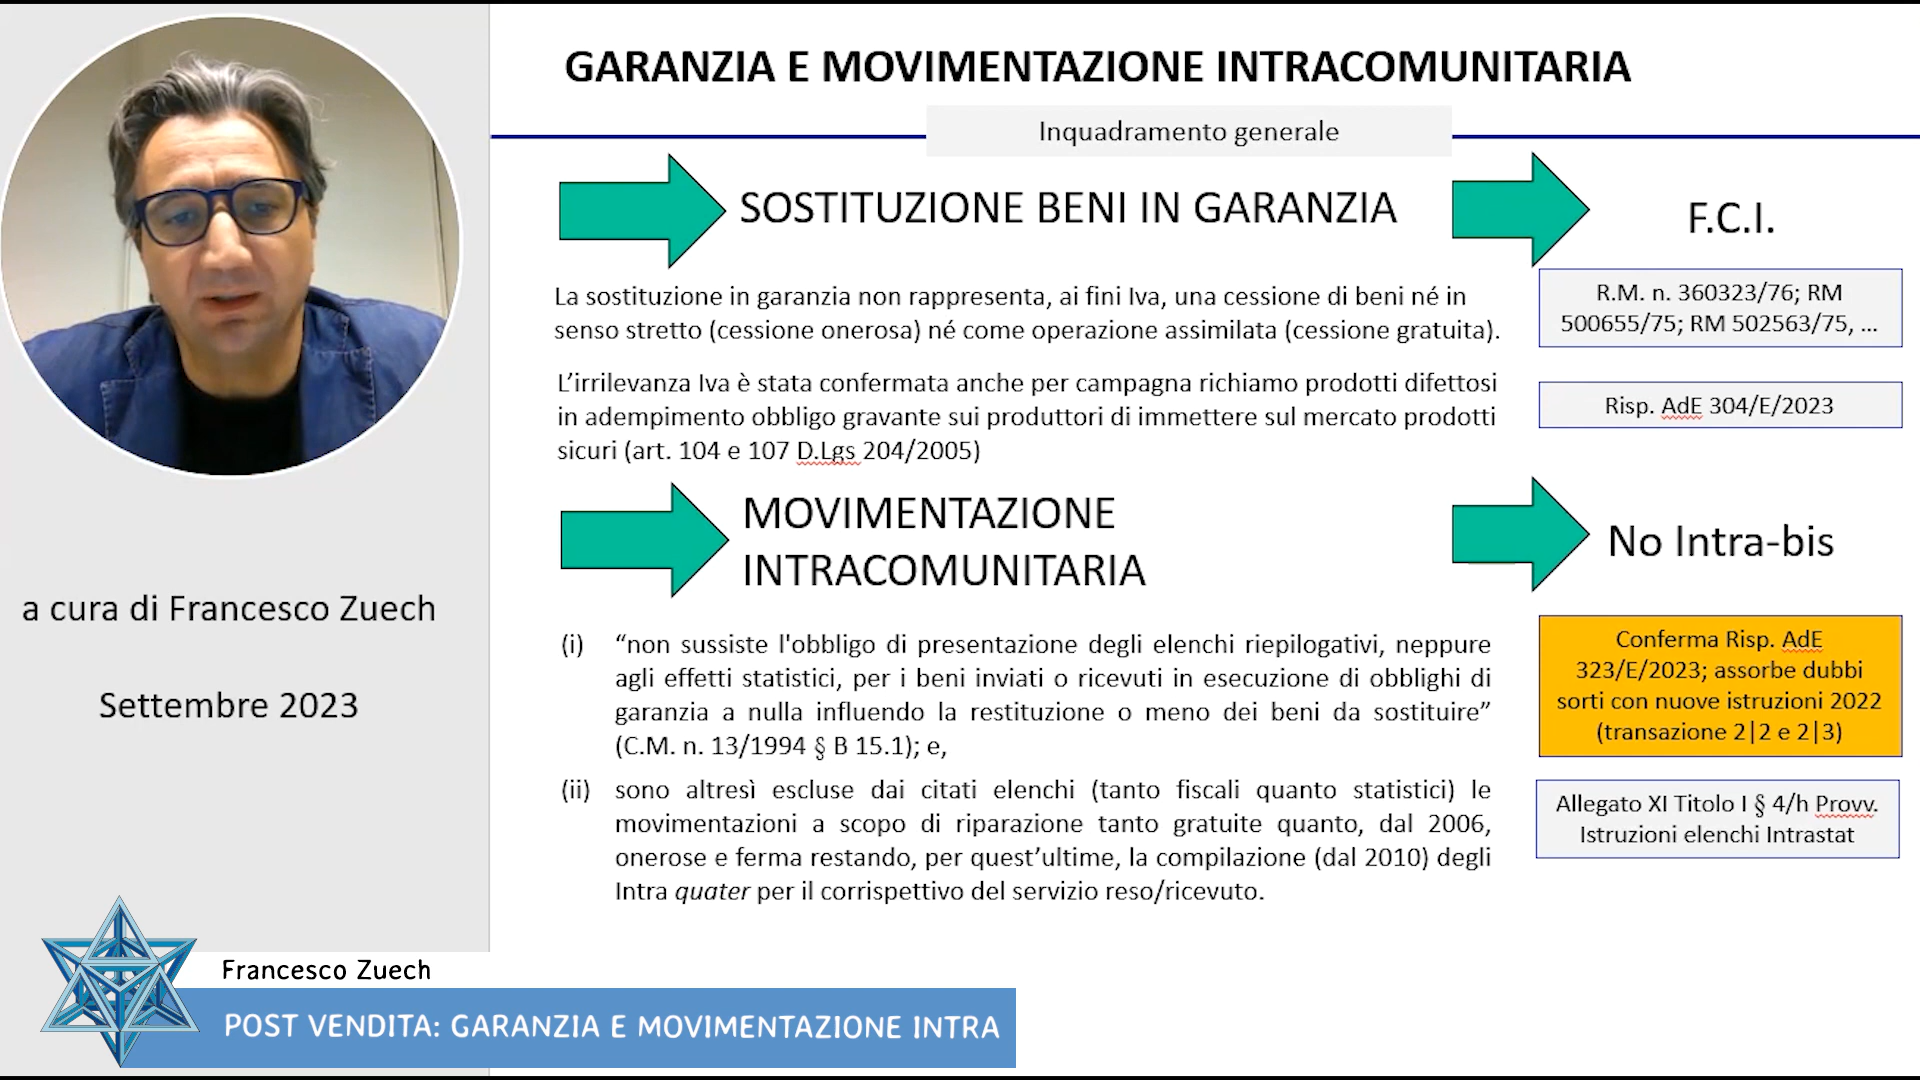 GARANZIA E MOVIMENTAZIONE INTRACOMUNITARIA
Inquadramento generale
SOSTITUZIONE BENI IN GARANZIA
F.C.I.
La sostituzione in garanzia non rappresenta, ai fini Iva, una cessione di beni né in
senso stretto (cessione onerosa) né come operazione assimilata (cessione gratuita).
R.M. n. 360323/76; RM
500655/75; RM 502563/75, ...
L'irrilevanza Iva è stata confermata anche per campagna richiamo prodotti difettosi
in adempimento obbligo gravante sui produttori di immettere sul mercato prodotti
sicuri (art. 104 e 107 D.Lgs 204/2005)
Risp. AdE 304/E/2023
MOVIMENTAZIONE
INTRACOMUNITARIA
No Intra-bis
(i) “non sussiste l'obbligo di presentazione degli elenchi riepilogativi, neppure
agli effetti statistici, per i beni inviati o ricevuti in esecuzione di obblighi di
garanzia a nulla influendo la restituzione o meno dei beni da sostituire”
(C.M. n. 13/1994 § B 15.1); e,
Conferma Risp. AdE
323/E/2023; assorbe dubbi
sorti con nuove istruzioni 2022
(transazione 2|2 e 2|3)
(ii) sono altresì escluse dai citati elenchi (tanto fiscali quanto statistici) le
movimentazioni a scopo di riparazione tanto gratuite quanto, dal 2006,
onerose e ferma restando, per quest'ultime, la compilazione (dal 2010) degli
Intra quater per il corrispettivo del servizio reso/ricevuto.
Allegato XI Titolo I § 4/h Provv.
Istruzioni elenchi Intrastat
a cura di Francesco Zuech
Settembre 2023
Francesco Zuech
POST VENDITA: GARANZIA E MOVIMENTAZIONE INTRA